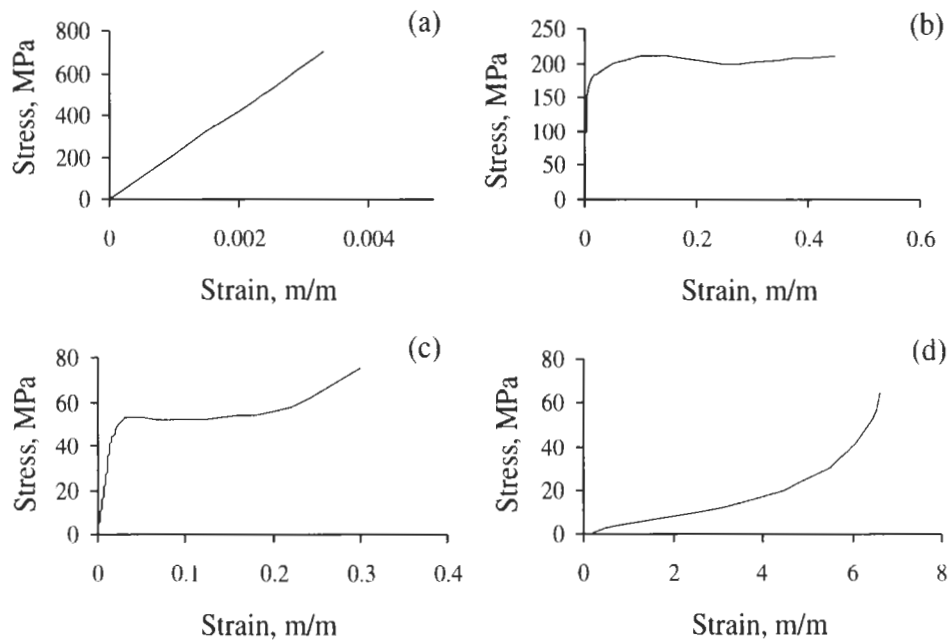 (a)
Stress, MPa
800
600
400
200
0
0 0.002 0.004
Strain, m/m
(b)
Stress, MPa
250
200
150
100
50
0
0 0.2 0.4 0.6
Strain, m/m
(c)
Stress, MPa
80
60
40
20
0
0 0.1 0.2 0.3 0.4
Strain, m/m
(d)
Stress, MPa
80
60
40
20
0
0 2 4 6 8
Strain, m/m